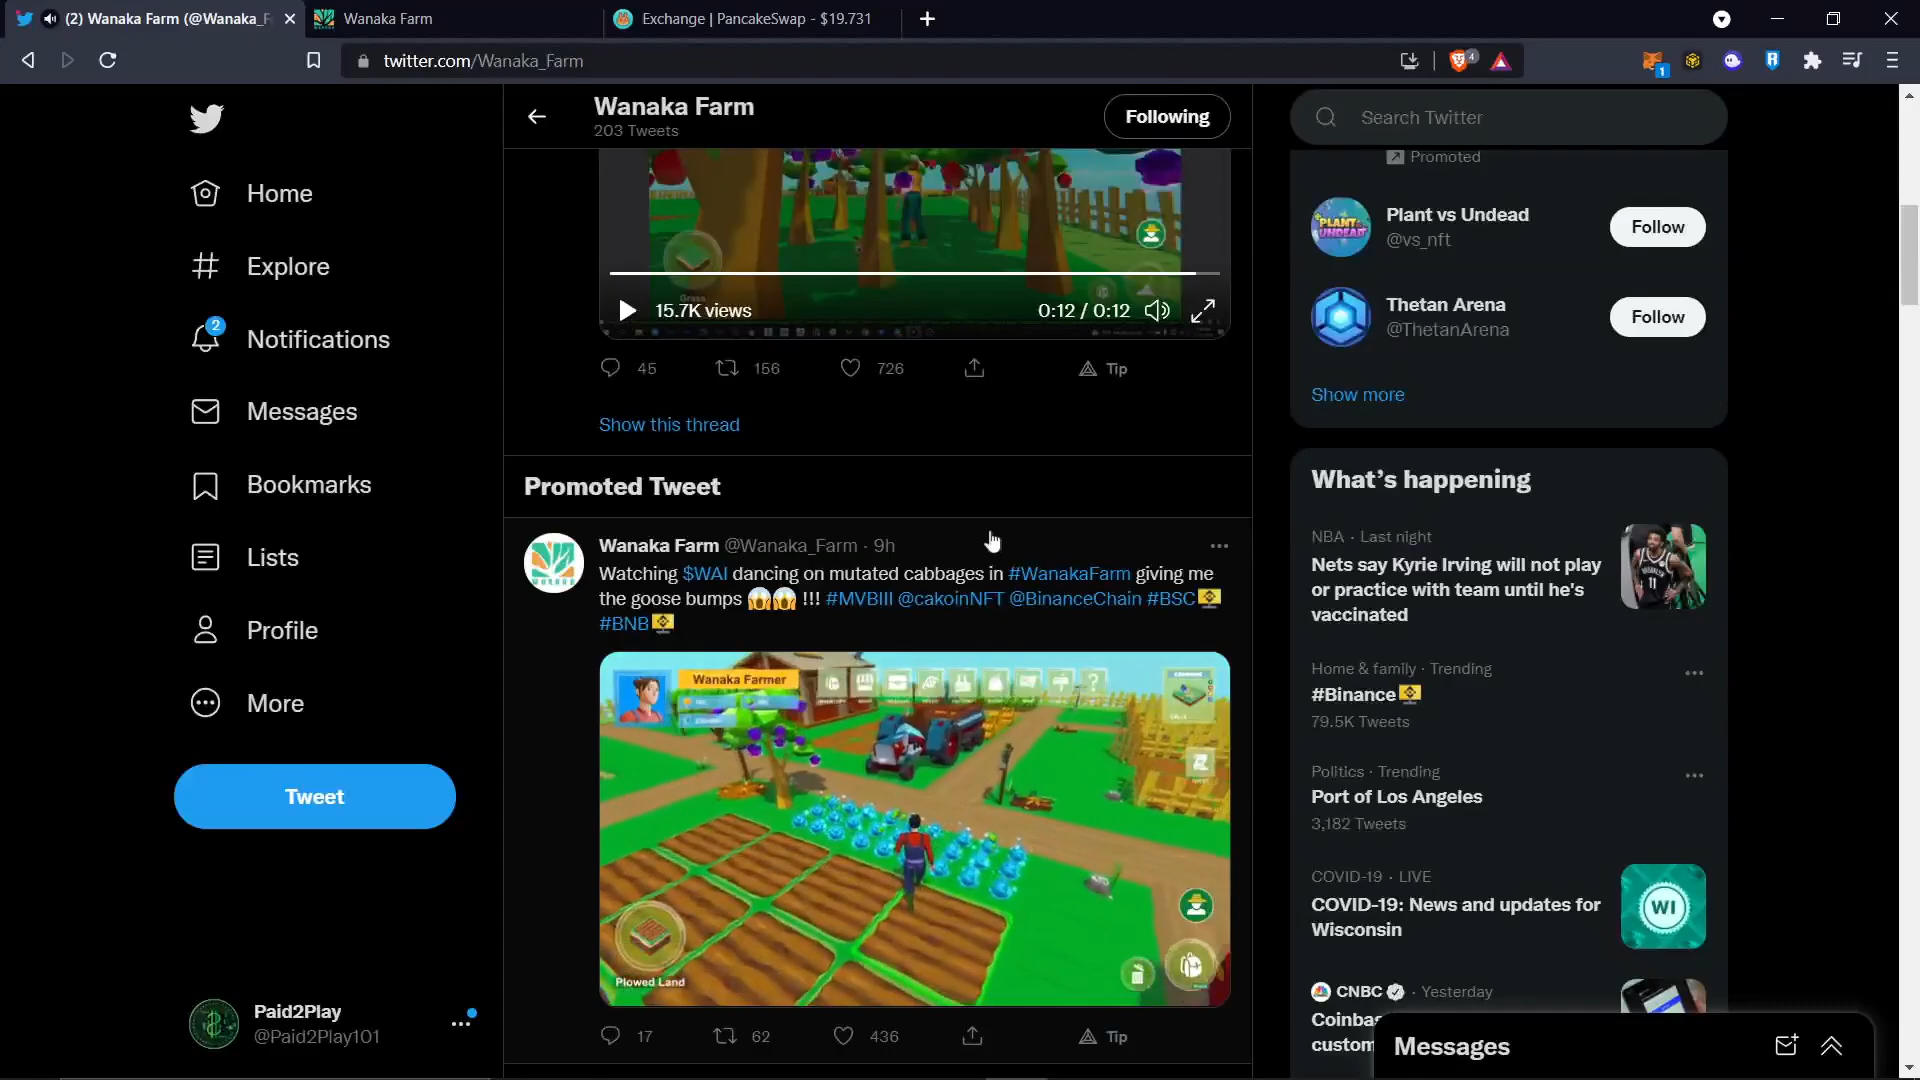 (2) Wanaka Farm (@Wanaka_F
Wanaka Farm
Exchange | PancakeSwap - $19.731
twitter.com/Wanaka_Farm
4
1
Home
Explore
2
Notifications
Messages
Bookmarks
Lists
Profile
More
Tweet
Paid2Play
@Paid2Play101
Wanaka Farm
203 Tweets
Following
15.7K views
0:12 / 0:12
45
156
726
Tip
Show this thread
Promoted Tweet
Wanaka Farm @Wanaka_Farm · 9h
Watching $WAI dancing on mutated cabbages in #WanakaFarm giving me
the goose bumps 😱😱 !!! #MVBIII @cakoinNFT @BinanceChain #BSC
#BNB
Wanaka Farmer
Plowed Land
17
62
436
Tip
Search Twitter
Promoted
Plant vs Undead
@vs_nft
Follow
Thetan Arena
@ThetanArena
Follow
Show more
What's happening
NBA · Last night
Nets say Kyrie Irving will not play
or practice with team until he's
vaccinated
Home & family · Trending
#Binance
79.5K Tweets
Politics · Trending
Port of Los Angeles
3,182 Tweets
COVID-19 · LIVE
COVID-19: News and updates for
Wisconsin
WI
CNBC · Yesterday
Coinbas
custom
Messages